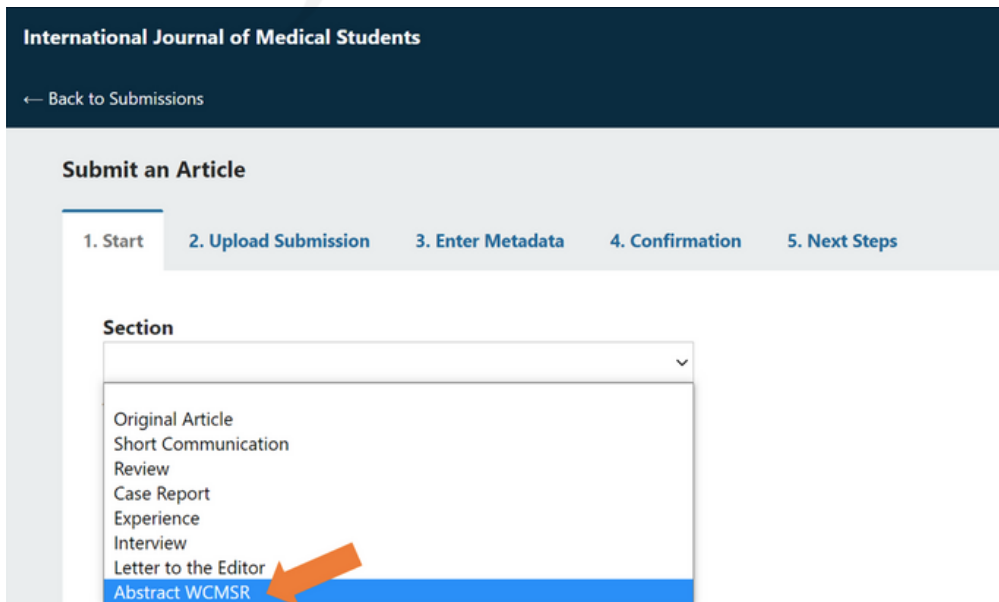 International Journal of Medical Students
← Back to Submissions
Submit an Article
1. Start 2. Upload Submission 3. Enter Metadata 4. Confirmation 5. Next Steps
Section
Original Article
Short Communication
Review
Case Report
Experience
Interview
Letter to the Editor
Abstract WCMSR